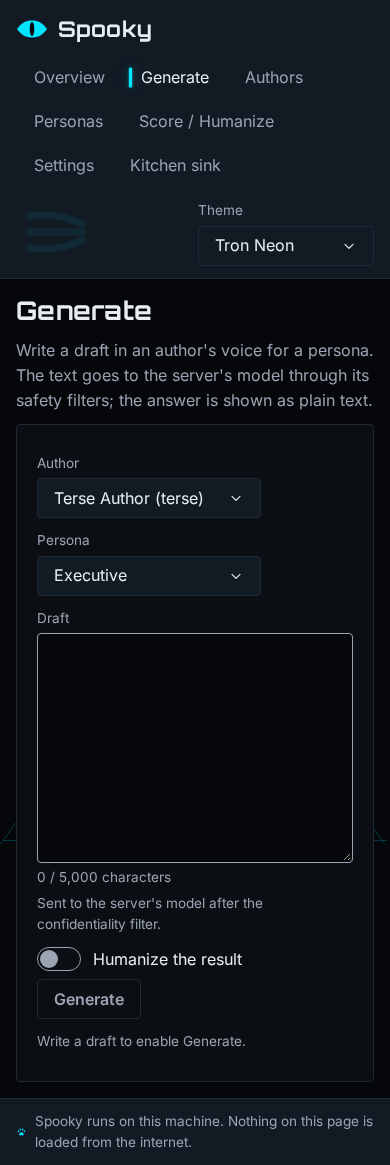 Spooky
Overview
Generate
Authors
Personas
Score / Humanize
Settings
Kitchen sink
Theme
Tron Neon
Generate
Write a draft in an author's voice for a persona.
The text goes to the server's model through its
safety filters; the answer is shown as plain text.
Author
Terse Author (terse)
Persona
Executive
Draft
0 / 5,000 characters
Sent to the server's model after the
confidentiality filter.
Humanize the result
Generate
Write a draft to enable Generate.
Spooky runs on this machine. Nothing on this page is
loaded from the internet.